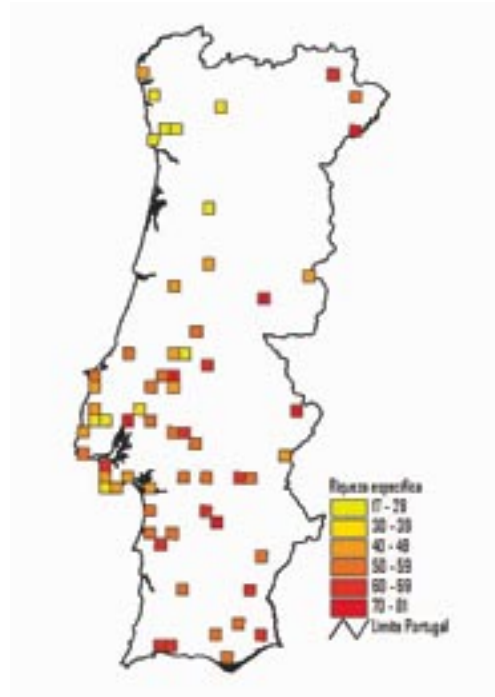 Riqueza específica
17 - 29
30 - 39
40 - 49
50 - 59
60 - 69
70 - 81
Limite Portugal